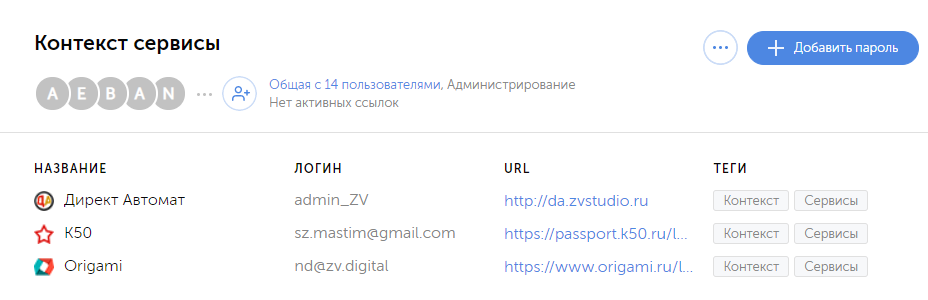 Контекст сервисы
Добавить пароль
A E B A N
Общая с 14 пользователями, Администрирование
Нет активных ссылок
НАЗВАНИЕ ЛОГИН URL ТЕГИ
Директ Автомат admin_ZV http://da.zvstudio.ru Контекст Сервисы
K50 sz.mastim@gmail.com https://passport.k50.ru/l... Контекст Сервисы
Origami nd@zv.digital https://www.origami.ru/l... Контекст Сервисы